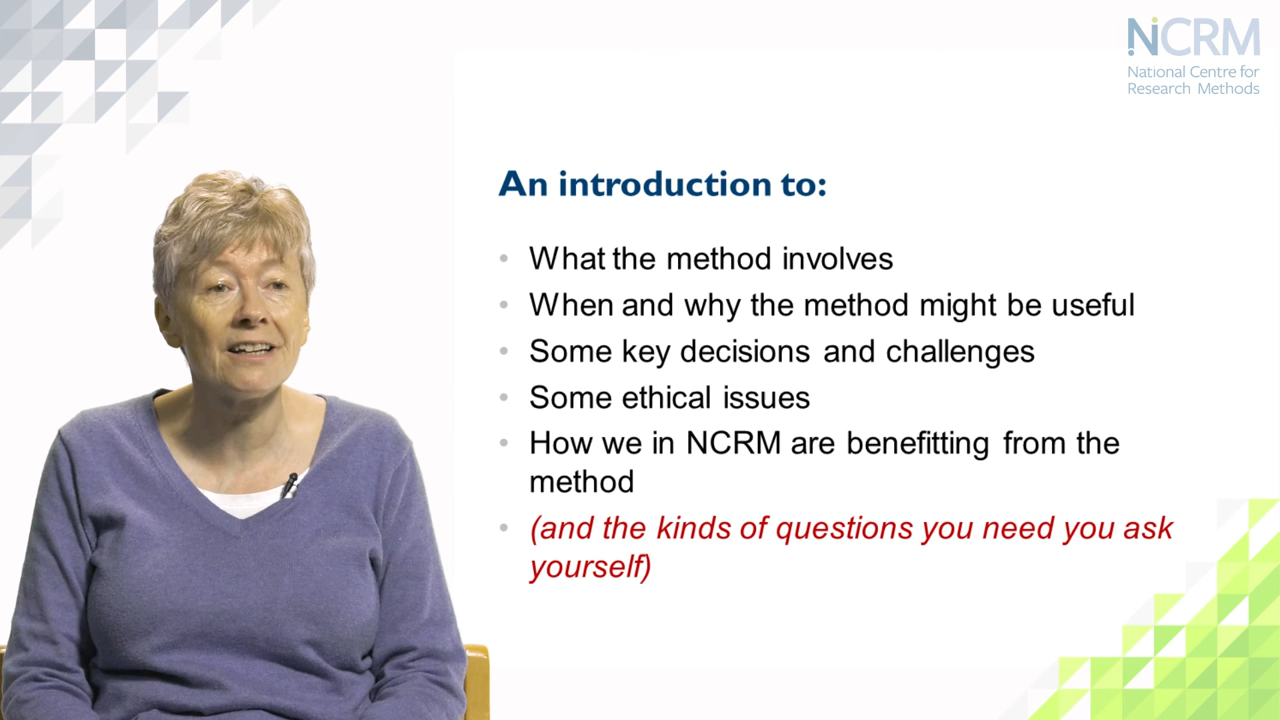 NCRM
National Centre for
Research Methods
An introduction to:
• What the method involves
• When and why the method might be useful
• Some key decisions and challenges
• Some ethical issues
• How we in NCRM are benefitting from the
method
• (and the kinds of questions you need you ask
yourself)